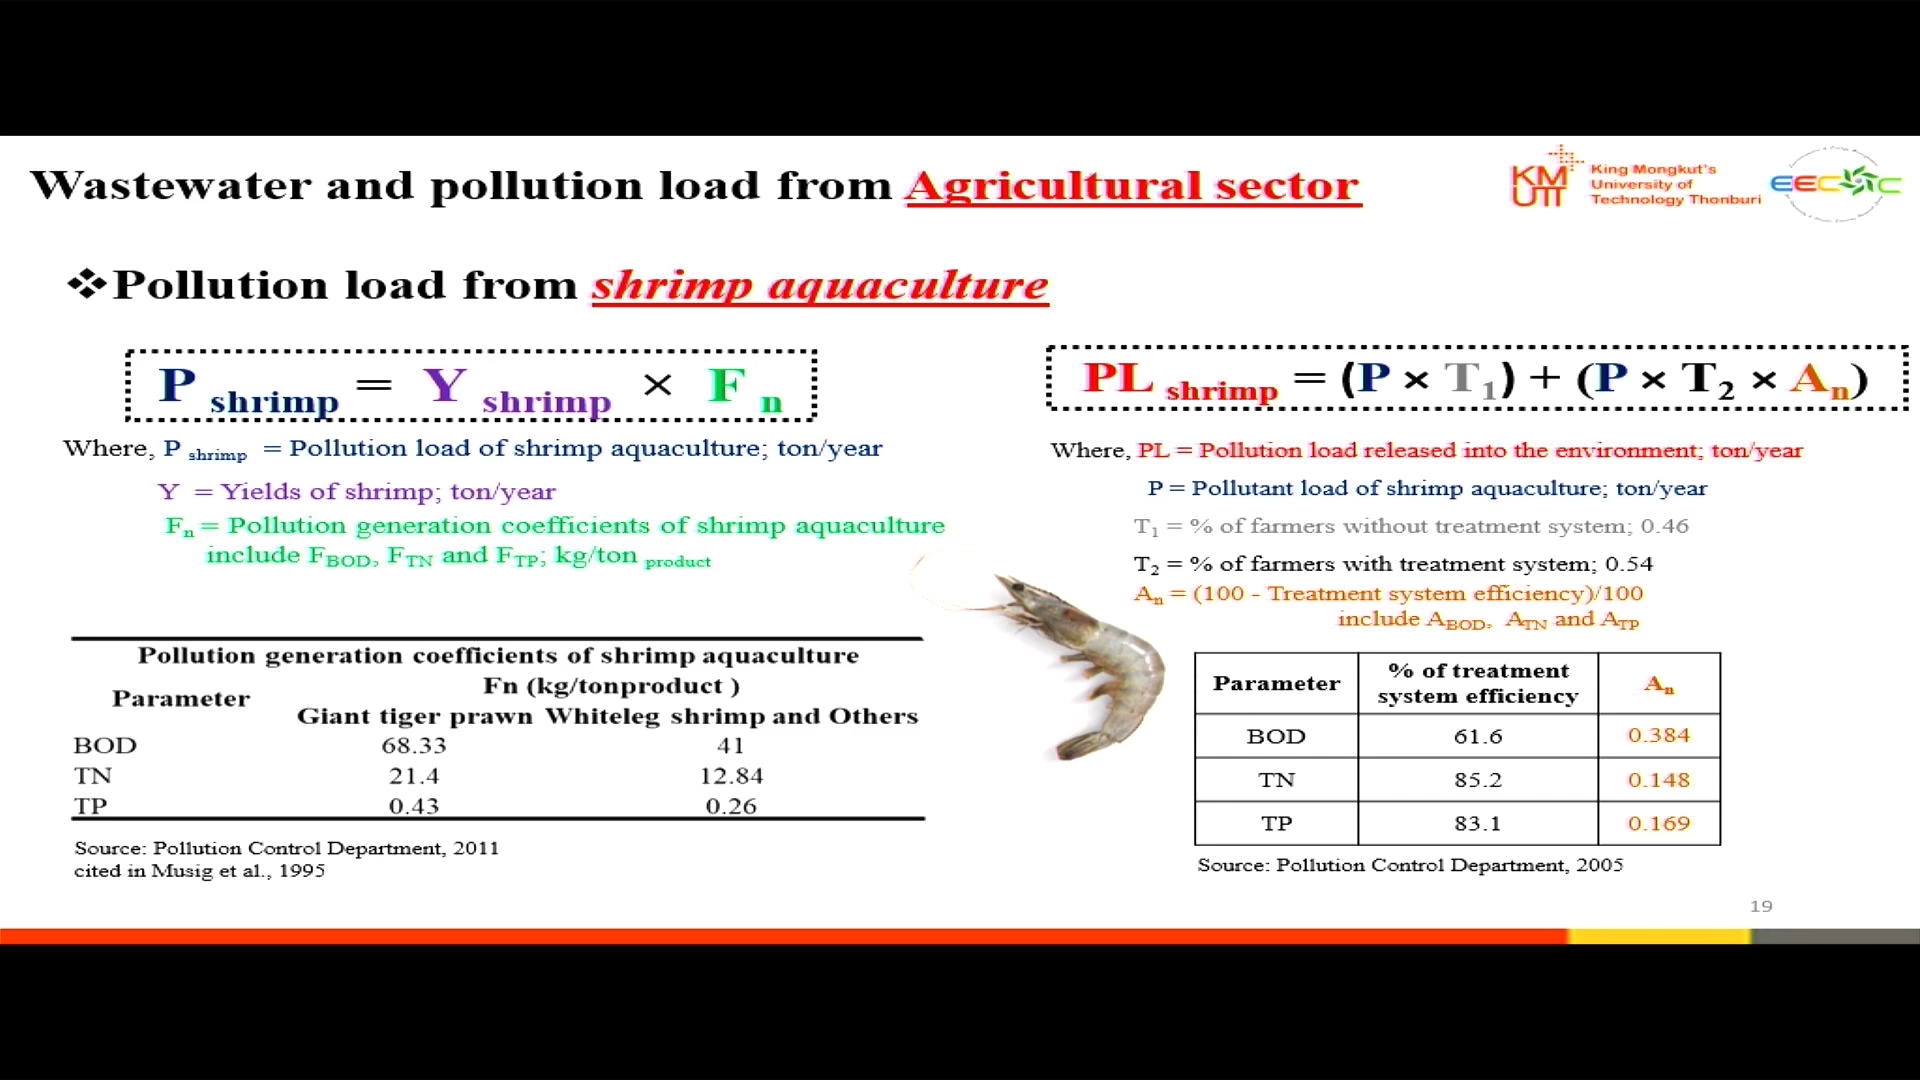 Wastewater and pollution load from Agricultural sector
KMUTT
King Mongkut's
University of
Technology Thonburi
EEC
❖Pollution load from shrimp aquaculture
P shrimp = Y shrimp × F n
Where, P shrimp = Pollution load of shrimp aquaculture; ton/year
Y = Yields of shrimp; ton/year
Fn = Pollution generation coefficients of shrimp aquaculture
include FBOD, FTN and FTP; kg/ton product
Pollution generation coefficients of shrimp aquaculture
Parameter Fn (kg/tonproduct )
Giant tiger prawn Whiteleg shrimp and Others
BOD 68.33 41
TN 21.4 12.84
TP 0.43 0.26
Source: Pollution Control Department, 2011
cited in Musig et al., 1995
PL shrimp = (P × T1) + (P × T2 × An)
Where, PL = Pollution load released into the environment; ton/year
P = Pollutant load of shrimp aquaculture; ton/year
T1 = % of farmers without treatment system; 0.46
T2 = % of farmers with treatment system; 0.54
An = (100 - Treatment system efficiency)/100
include ABOD, ATN and ATP
Parameter % of treatment system efficiency An
BOD 61.6 0.384
TN 85.2 0.148
TP 83.1 0.169
Source: Pollution Control Department, 2005
19